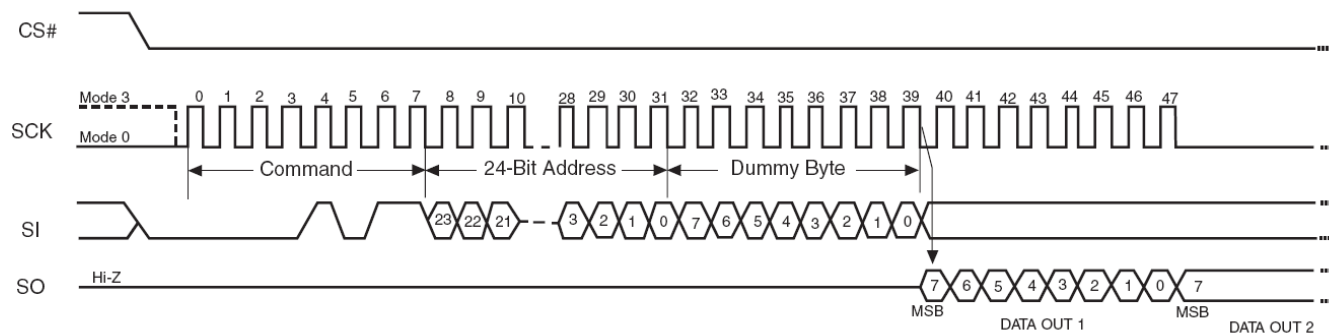 CS#
Mode 3 0 1 2 3 4 5 6 7 8 9 10 28 29 30 31 32 33 34 35 36 37 38 39 40 41 42 43 44 45 46 47
SCK
Mode 0
Command 24-Bit Address Dummy Byte
SI 23 22 21 3 2 1 0 7 6 5 4 3 2 1 0
SO Hi-Z 7 6 5 4 3 2 1 0 7
MSB DATA OUT 1 MSB DATA OUT 2